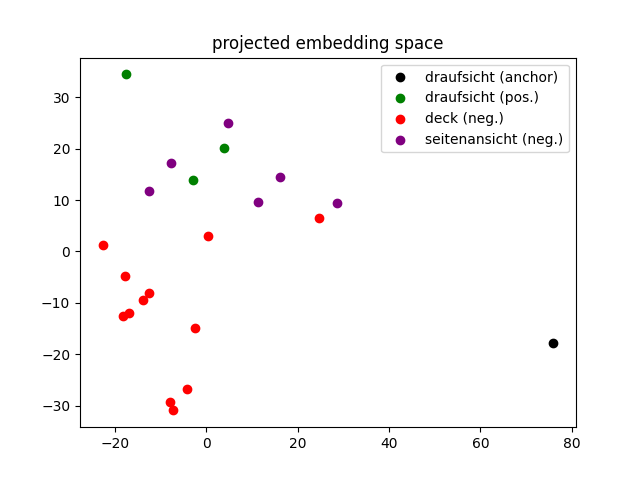 projected embedding space
draufsicht (anchor)
draufsicht (pos.)
deck (neg.)
seitenansicht (neg.)
30
20
10
0
−10
−20
−30
−20
0
20
40
60
80